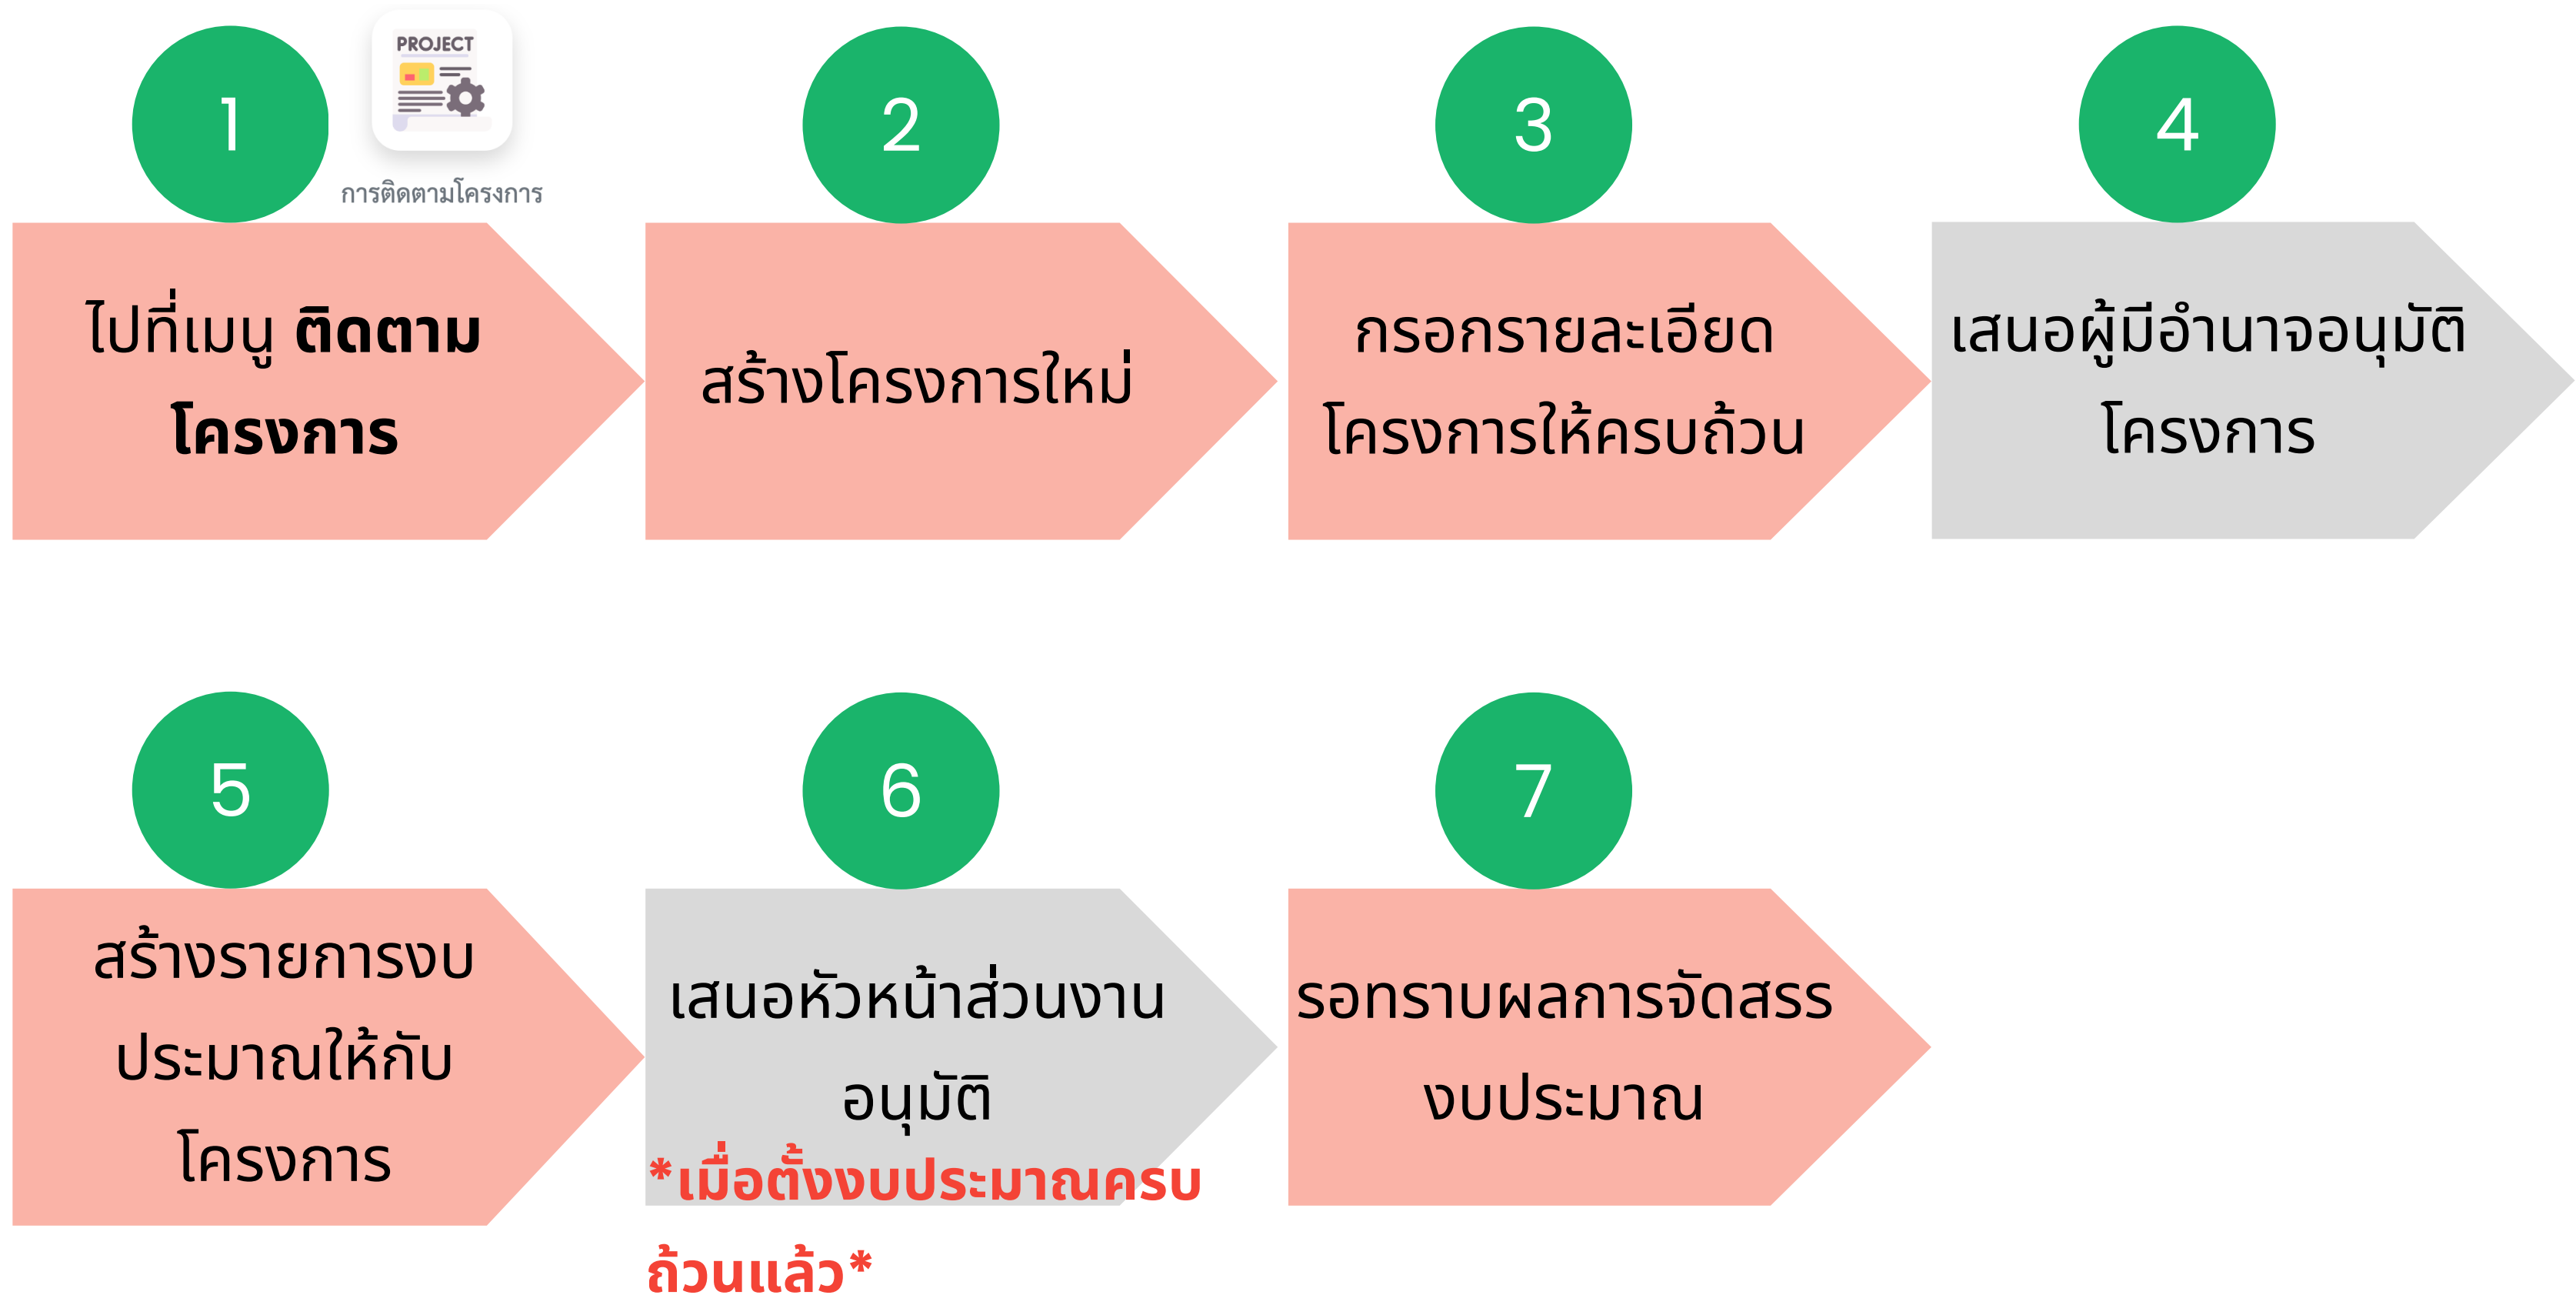 1
PROJECT
การติดตามโครงการ
ไปที่เมนู ติดตาม
โครงการ
2
สร้างโครงการใหม่
3
กรอกรายละเอียด
โครงการให้ครบถ้วน
4
เสนอผู้มีอำนาจอนุมัติ
โครงการ
5
สร้างรายการงบ
ประมาณให้กับ
โครงการ
6
เสนอหัวหน้าส่วนงาน
อนุมัติ
*เมื่อตั้งงบประมาณครบ
ถ้วนแล้ว*
7
รอทราบผลการจัดสรร
งบประมาณ